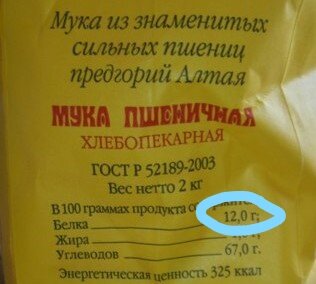 Мука из знаменитых
сильных пшениц
предгорий Алтая
МУКА ПШЕНИЧНАЯ
ХЛЕБОПЕКАРНАЯ
ГОСТ Р 52189-2003
Вес нетто 2 кг
В 100 граммах продукта
Белка 12,0 г;
Жира
Углеводов 67,0 г.
Энергетическая ценность 325 ккал